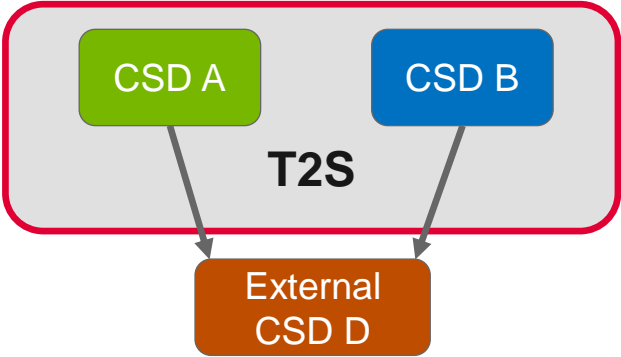 CSD A
CSD B
T2S
External
CSD D